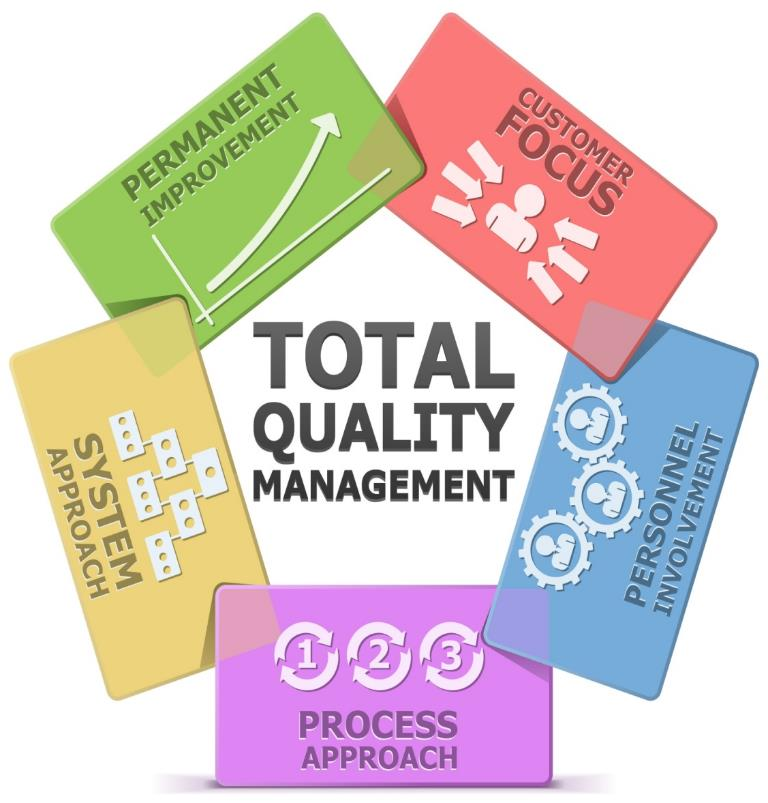 PERMANENT
IMPROVEMENT
CUSTOMER
FOCUS
TOTAL
QUALITY
MANAGEMENT
SYSTEM
APPROACH
PERSONNEL
INVOLVEMENT
1 2 3
PROCESS
APPROACH